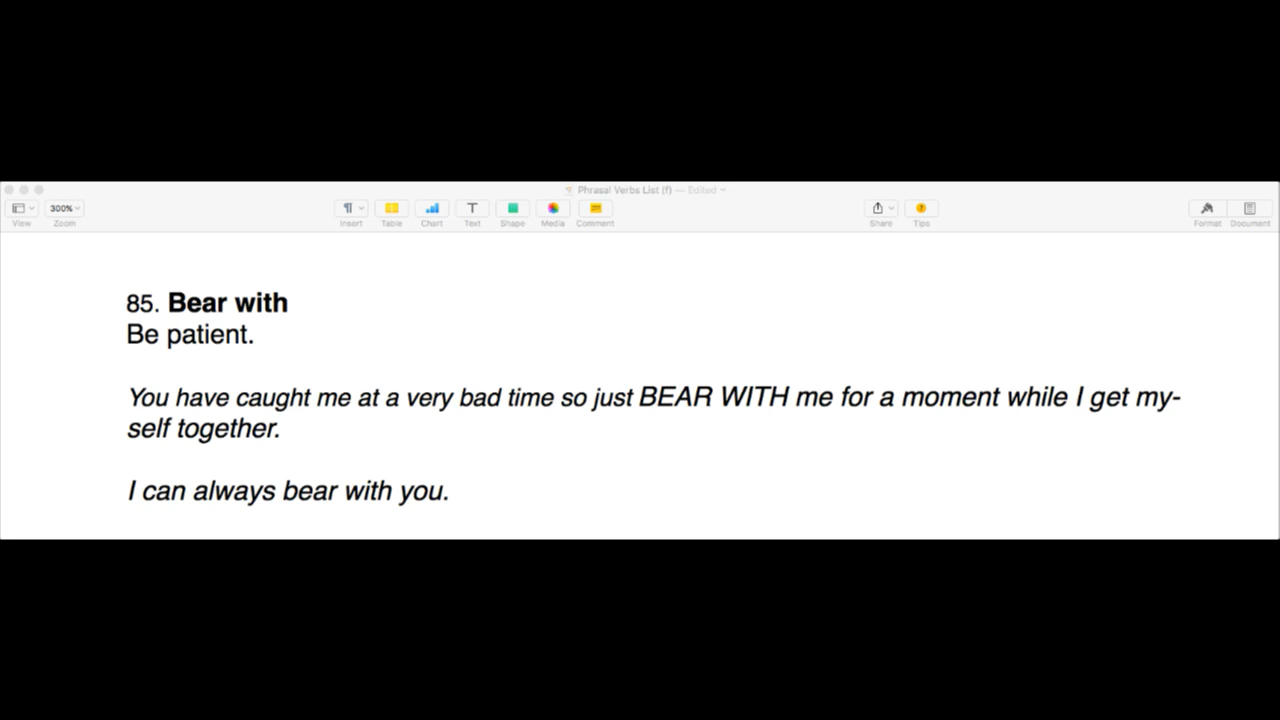 Phrasal Verbs List (f) — Edited
300%
View Zoom Insert Table Chart Text Shape Media Comment Share Tips Format Document
85. Bear with
Be patient.
You have caught me at a very bad time so just BEAR WITH me for a moment while I get my-
self together.
I can always bear with you.